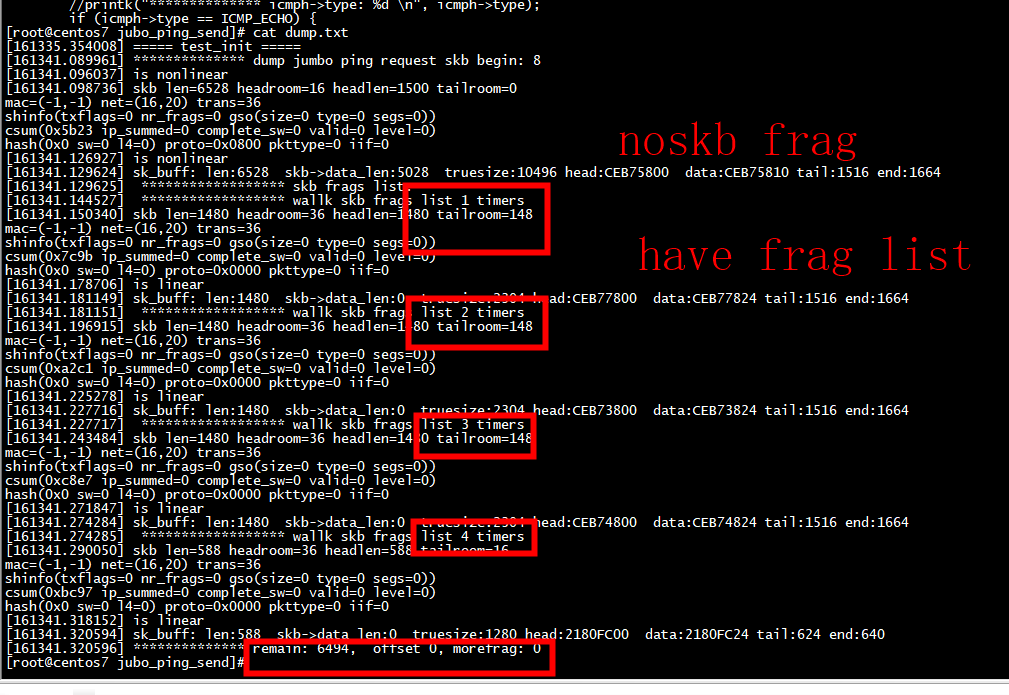 //printk("************** icmph->type: %d \n", icmph->type);
if (icmph->type == ICMP_ECHO) {
[root@centos7 jubo_ping_send]# cat dump.txt
[161335.354008] ===== test_init =====
[161341.089961] ************** dump jumbo ping request skb begin: 8
[161341.096037] is nonlinear
[161341.098736] skb len=6528 headroom=16 headlen=1500 tailroom=0
mac=(-1,-1) net=(16,20) trans=36
shinfo(txflags=0 nr_frags=0 gso(size=0 type=0 segs=0))
csum(0x5b23 ip_summed=0 complete_sw=0 valid=0 level=0)
hash(0x0 sw=0 l4=0) proto=0x0800 pkttype=0 iif=0
noskb frag
[161341.126927] is nonlinear
[161341.129624] sk_buff: len:6528  skb->data_len:5028  truesize:10496 head:CEB75800  data:CEB75810 tail:1516 end:1664
[161341.129625]  ****************** skb frags list:
[161341.144527]  ****************** wallk skb frags list 1 timers
[161341.150340] skb len=1480 headroom=36 headlen=1480 tailroom=148
mac=(-1,-1) net=(16,20) trans=36
shinfo(txflags=0 nr_frags=0 gso(size=0 type=0 segs=0))
have frag list
csum(0x7c9b ip_summed=0 complete_sw=0 valid=0 level=0)
hash(0x0 sw=0 l4=0) proto=0x0000 pkttype=0 iif=0
[161341.178706] is linear
[161341.181149] sk_buff: len:1480  skb->data_len:0  truesize:2304 head:CEB77800  data:CEB77824 tail:1516 end:1664
[161341.181151]  ****************** wallk skb frags list 2 timers
[161341.196915] skb len=1480 headroom=36 headlen=1480 tailroom=148
mac=(-1,-1) net=(16,20) trans=36
shinfo(txflags=0 nr_frags=0 gso(size=0 type=0 segs=0))
csum(0xa2c1 ip_summed=0 complete_sw=0 valid=0 level=0)
hash(0x0 sw=0 l4=0) proto=0x0000 pkttype=0 iif=0
[161341.225278] is linear
[161341.227716] sk_buff: len:1480  skb->data_len:0  truesize:2304 head:CEB73800  data:CEB73824 tail:1516 end:1664
[161341.227717]  ****************** wallk skb frags list 3 timers
[161341.243484] skb len=1480 headroom=36 headlen=1480 tailroom=148
mac=(-1,-1) net=(16,20) trans=36
shinfo(txflags=0 nr_frags=0 gso(size=0 type=0 segs=0))
csum(0xc8e7 ip_summed=0 complete_sw=0 valid=0 level=0)
hash(0x0 sw=0 l4=0) proto=0x0000 pkttype=0 iif=0
[161341.271847] is linear
[161341.274284] sk_buff: len:1480  skb->data_len:0  truesize:2304 head:CEB74800  data:CEB74824 tail:1516 end:1664
[161341.274285]  ****************** wallk skb frags list 4 timers
[161341.290050] skb len=588 headroom=36 headlen=588 tailroom=16
mac=(-1,-1) net=(16,20) trans=36
shinfo(txflags=0 nr_frags=0 gso(size=0 type=0 segs=0))
csum(0xbc97 ip_summed=0 complete_sw=0 valid=0 level=0)
hash(0x0 sw=0 l4=0) proto=0x0000 pkttype=0 iif=0
[161341.318152] is linear
[161341.320594] sk_buff: len:588  skb->data_len:0  truesize:1280 head:2180FC00  data:2180FC24 tail:624 end:640
[161341.320596] ************** remain: 6494,  offset 0, morefrag: 0
[root@centos7 jubo_ping_send]#